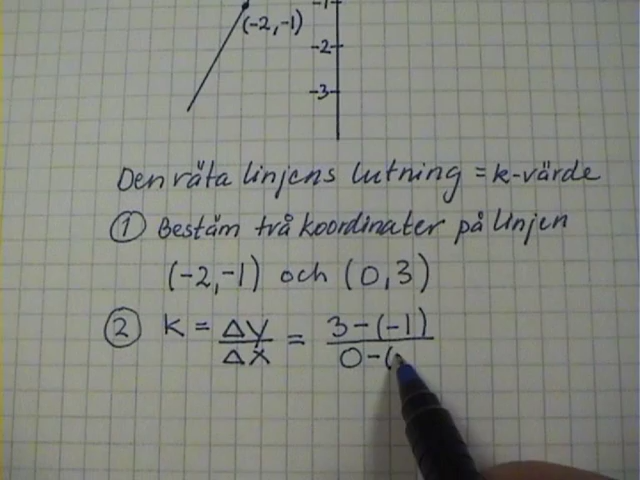 -1
(-2,-1)
-2
-3
Den räta linjens lutning = k-värde
① Bestäm två koordinater på linjen
(-2,-1) och (0,3)
② K = Δy/Δx = 3-(-1)/0-(